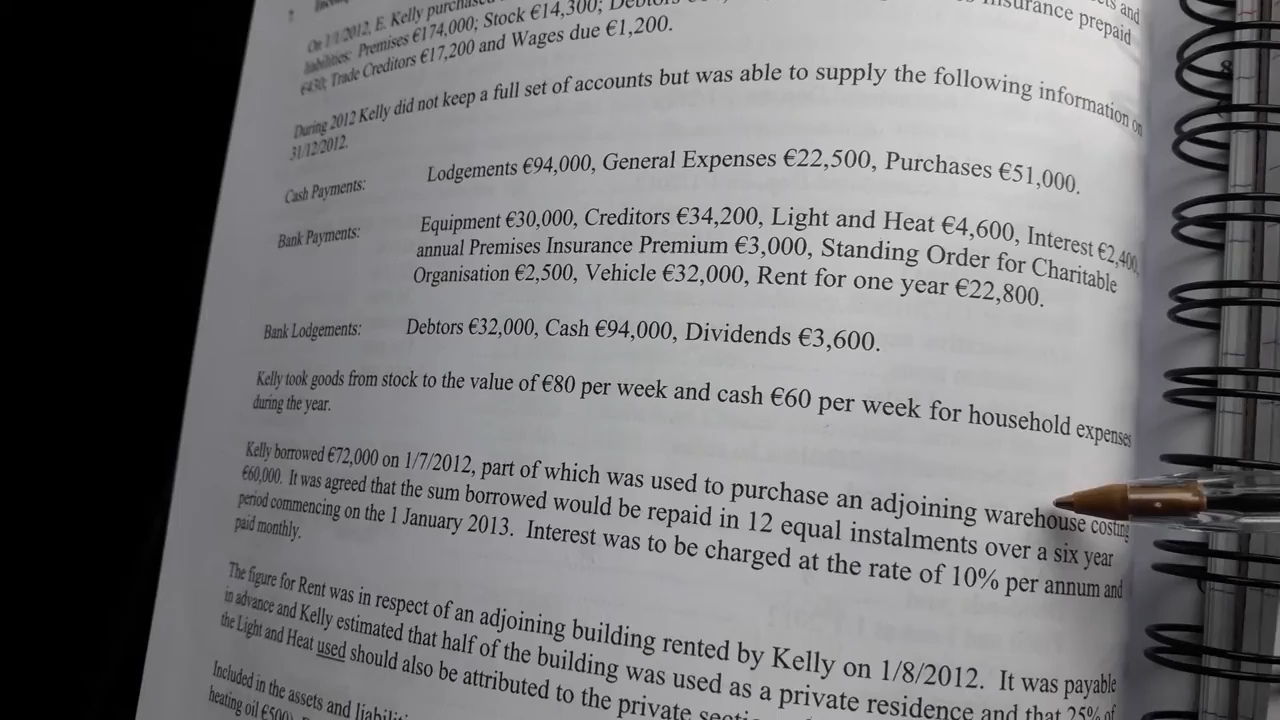 On 1/1/2012, E. Kelly
liabilities: Premises €174,000; Stock €14,300; Insurance prepaid
€430; Trade Creditors €17,200 and Wages due €1,200.
During 2012 Kelly did not keep a full set of accounts but was able to supply the following information on
31/12/2012.
Cash Payments: Lodgements €94,000, General Expenses €22,500, Purchases €51,000.
Bank Payments: Equipment €30,000, Creditors €34,200, Light and Heat €4,600, Interest €2,400,
annual Premises Insurance Premium €3,000, Standing Order for Charitable
Organisation €2,500, Vehicle €32,000, Rent for one year €22,800.
Bank Lodgements: Debtors €32,000, Cash €94,000, Dividends €3,600.
Kelly took goods from stock to the value of €80 per week and cash €60 per week for household expenses
during the year.
Kelly borrowed €72,000 on 1/7/2012, part of which was used to purchase an adjoining warehouse costing
€60,000. It was agreed that the sum borrowed would be repaid in 12 equal instalments over a six year
period commencing on the 1 January 2013. Interest was to be charged at the rate of 10% per annum and
paid monthly.
The figure for Rent was in respect of an adjoining building rented by Kelly on 1/8/2012. It was payable
in advance and Kelly estimated that half of the building was used as a private residence and that 25% of
the Light and Heat used should also be attributed to the private
Included in the assets and
heating oil €500